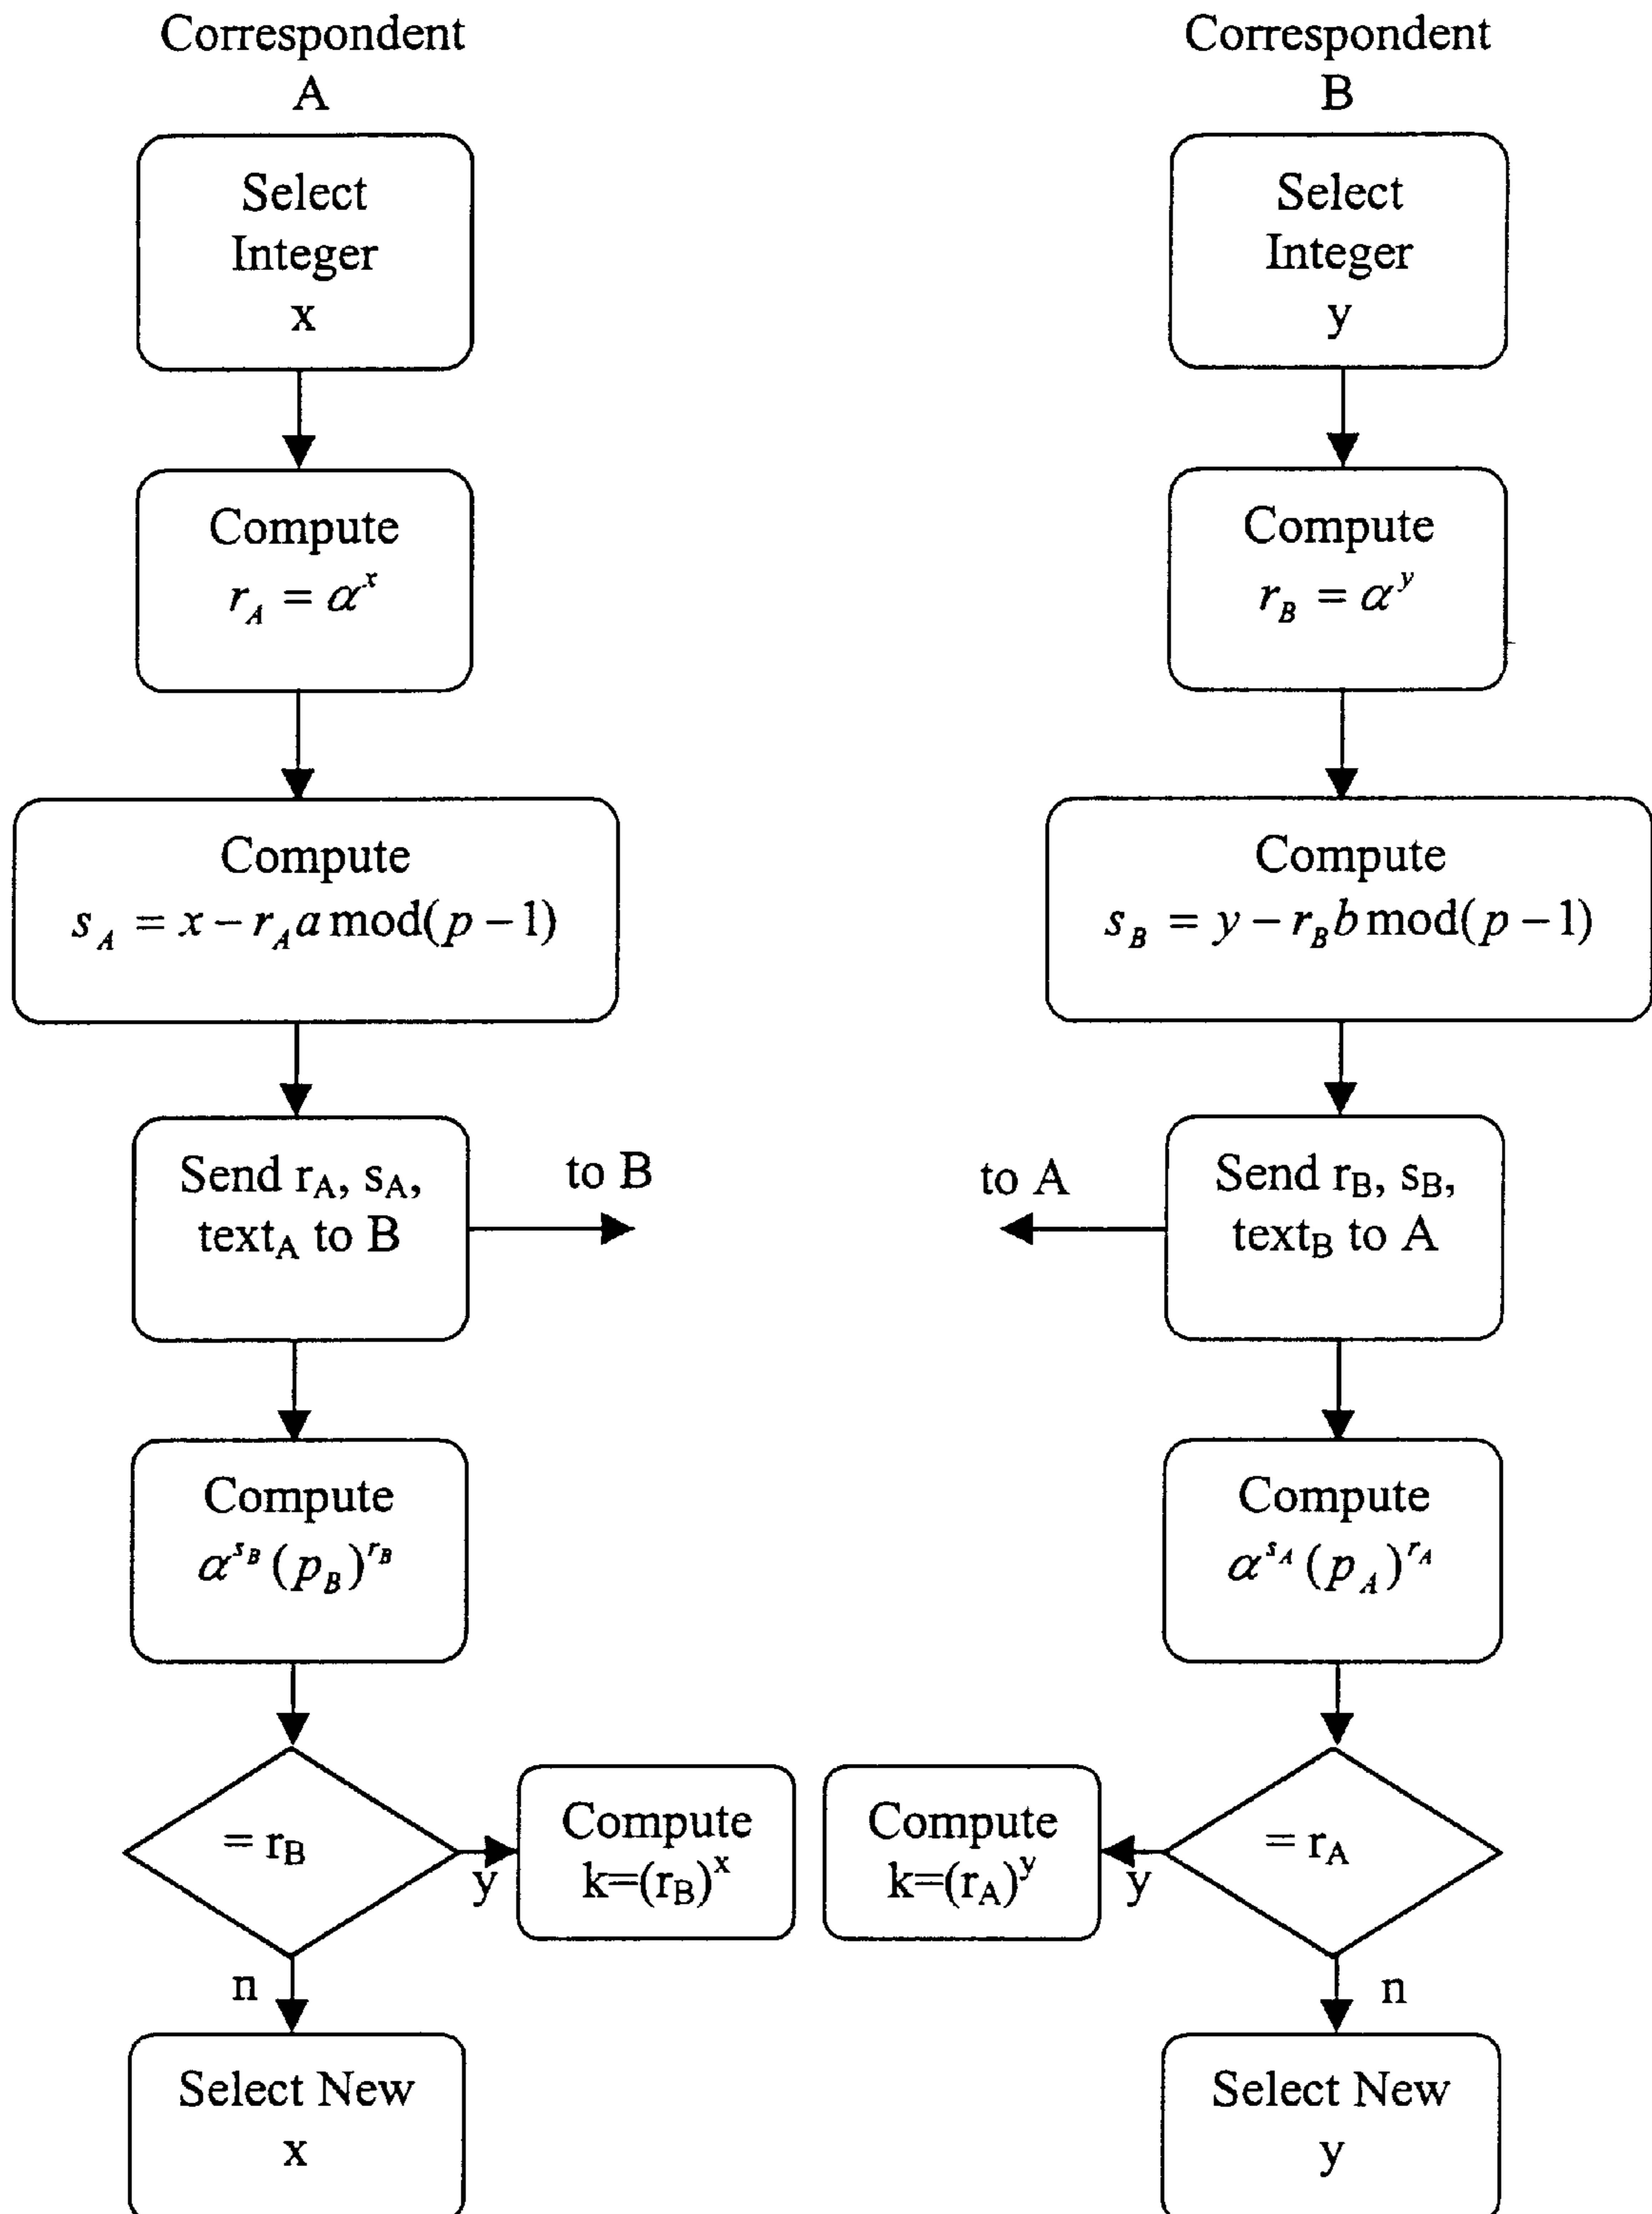 Correspondent
A
Select
Integer
x
Compute
r_A = α^x
Compute
s_A = x − r_A a mod(p − 1)
Send r_A, s_A,
text_A to B
to B
Compute
α^{s_B} (p_B)^{r_B}
= r_B
y
Compute
k=(r_B)^x
n
Select New
x
Correspondent
B
Select
Integer
y
Compute
r_B = α^y
Compute
s_B = y − r_B b mod(p − 1)
to A
Send r_B, s_B,
text_B to A
Compute
α^{s_A} (p_A)^{r_A}
= r_A
y
Compute
k=(r_A)^y
n
Select New
y